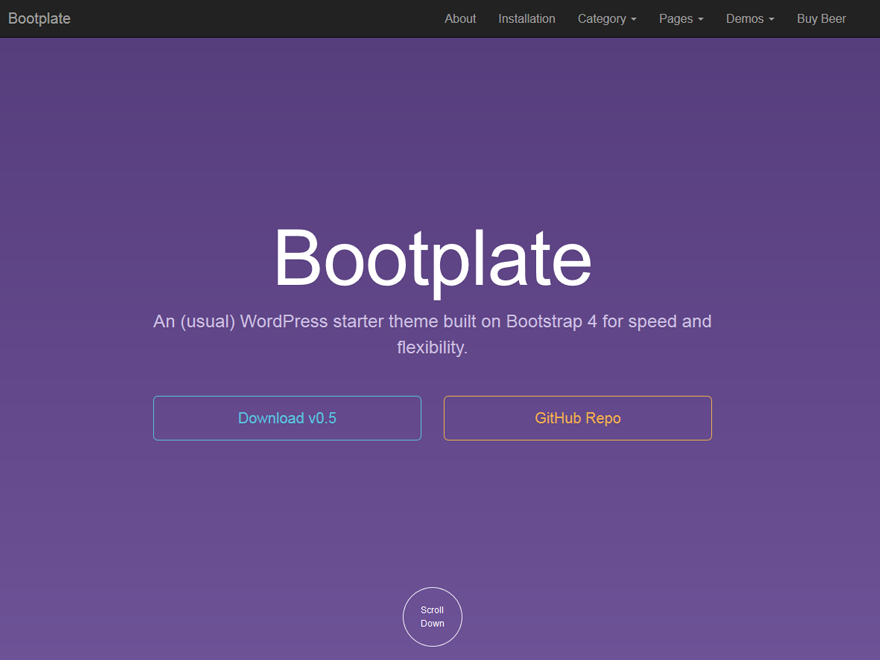 Bootplate
About Installation Category Pages Demos Buy Beer
Bootplate
An (usual) WordPress starter theme built on Bootstrap 4 for speed and
flexibility.
Download v0.5
GitHub Repo
Scroll
Down